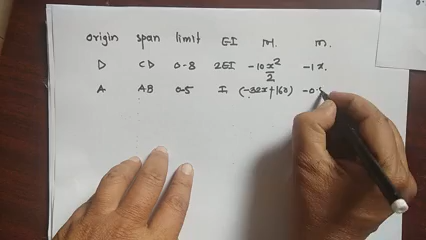 origin span limit EI M. m.
D CD 0-8 2EI -10x²/2 -1x.
A AB 0.5 I (-32x+160) -0.